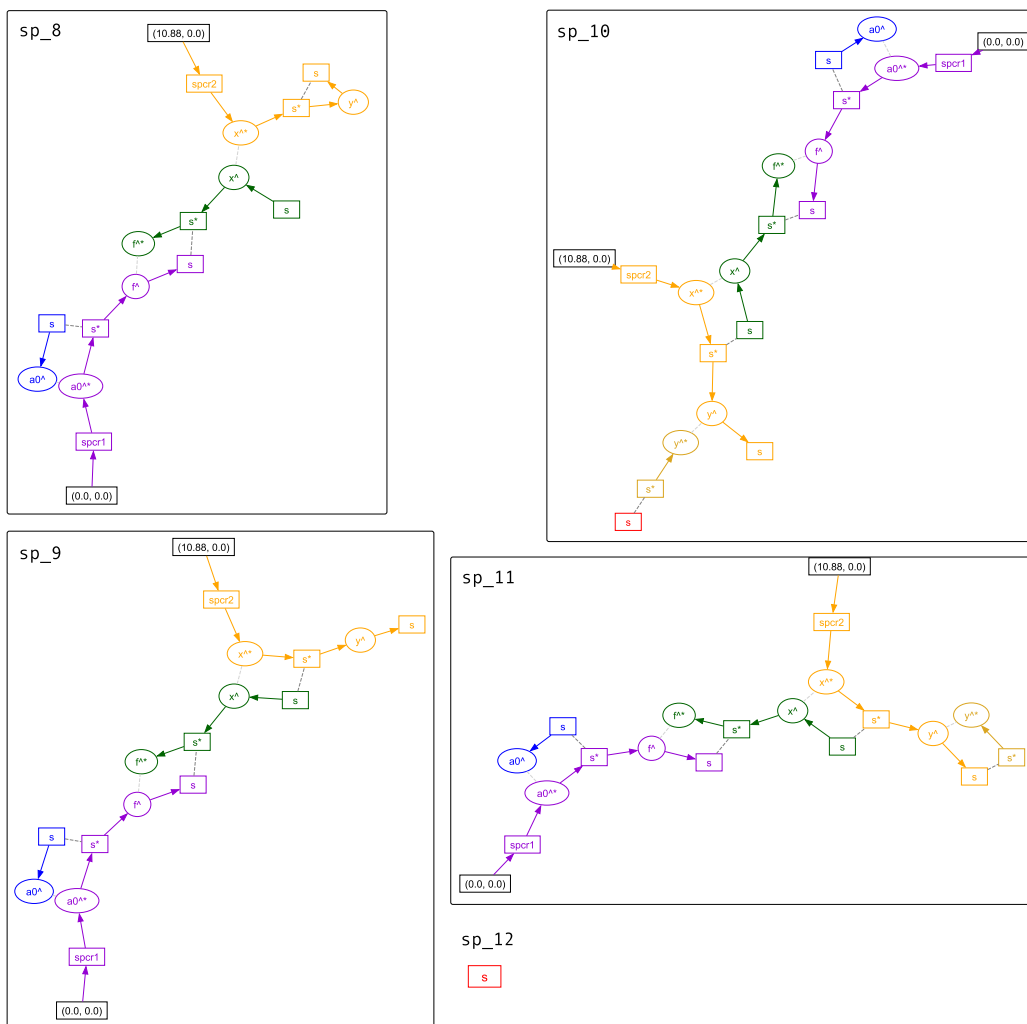 sp_8
(10.88, 0.0)
spcr2
s
s*
y^
x^*
x^
s
s*
f^*
s
f^
s
s*
a0^
a0^*
spcr1
(0.0, 0.0)
sp_10
a0^
(0.0, 0.0)
s
a0^*
spcr1
s*
f^
f^*
s
s*
(10.88, 0.0)
spcr2
x^
x^*
s
s*
y^
y^*
s
s*
s
sp_9
(10.88, 0.0)
spcr2
s
y^
x^*
s*
x^
s
s*
f^*
s
f^
s
s*
a0^
a0^*
spcr1
(0.0, 0.0)
sp_11
(10.88, 0.0)
spcr2
x^*
x^
f^*
y^*
s*
s
s*
y^
f^
s
s*
a0^
s
s*
s
a0^*
spcr1
(0.0, 0.0)
sp_12
s